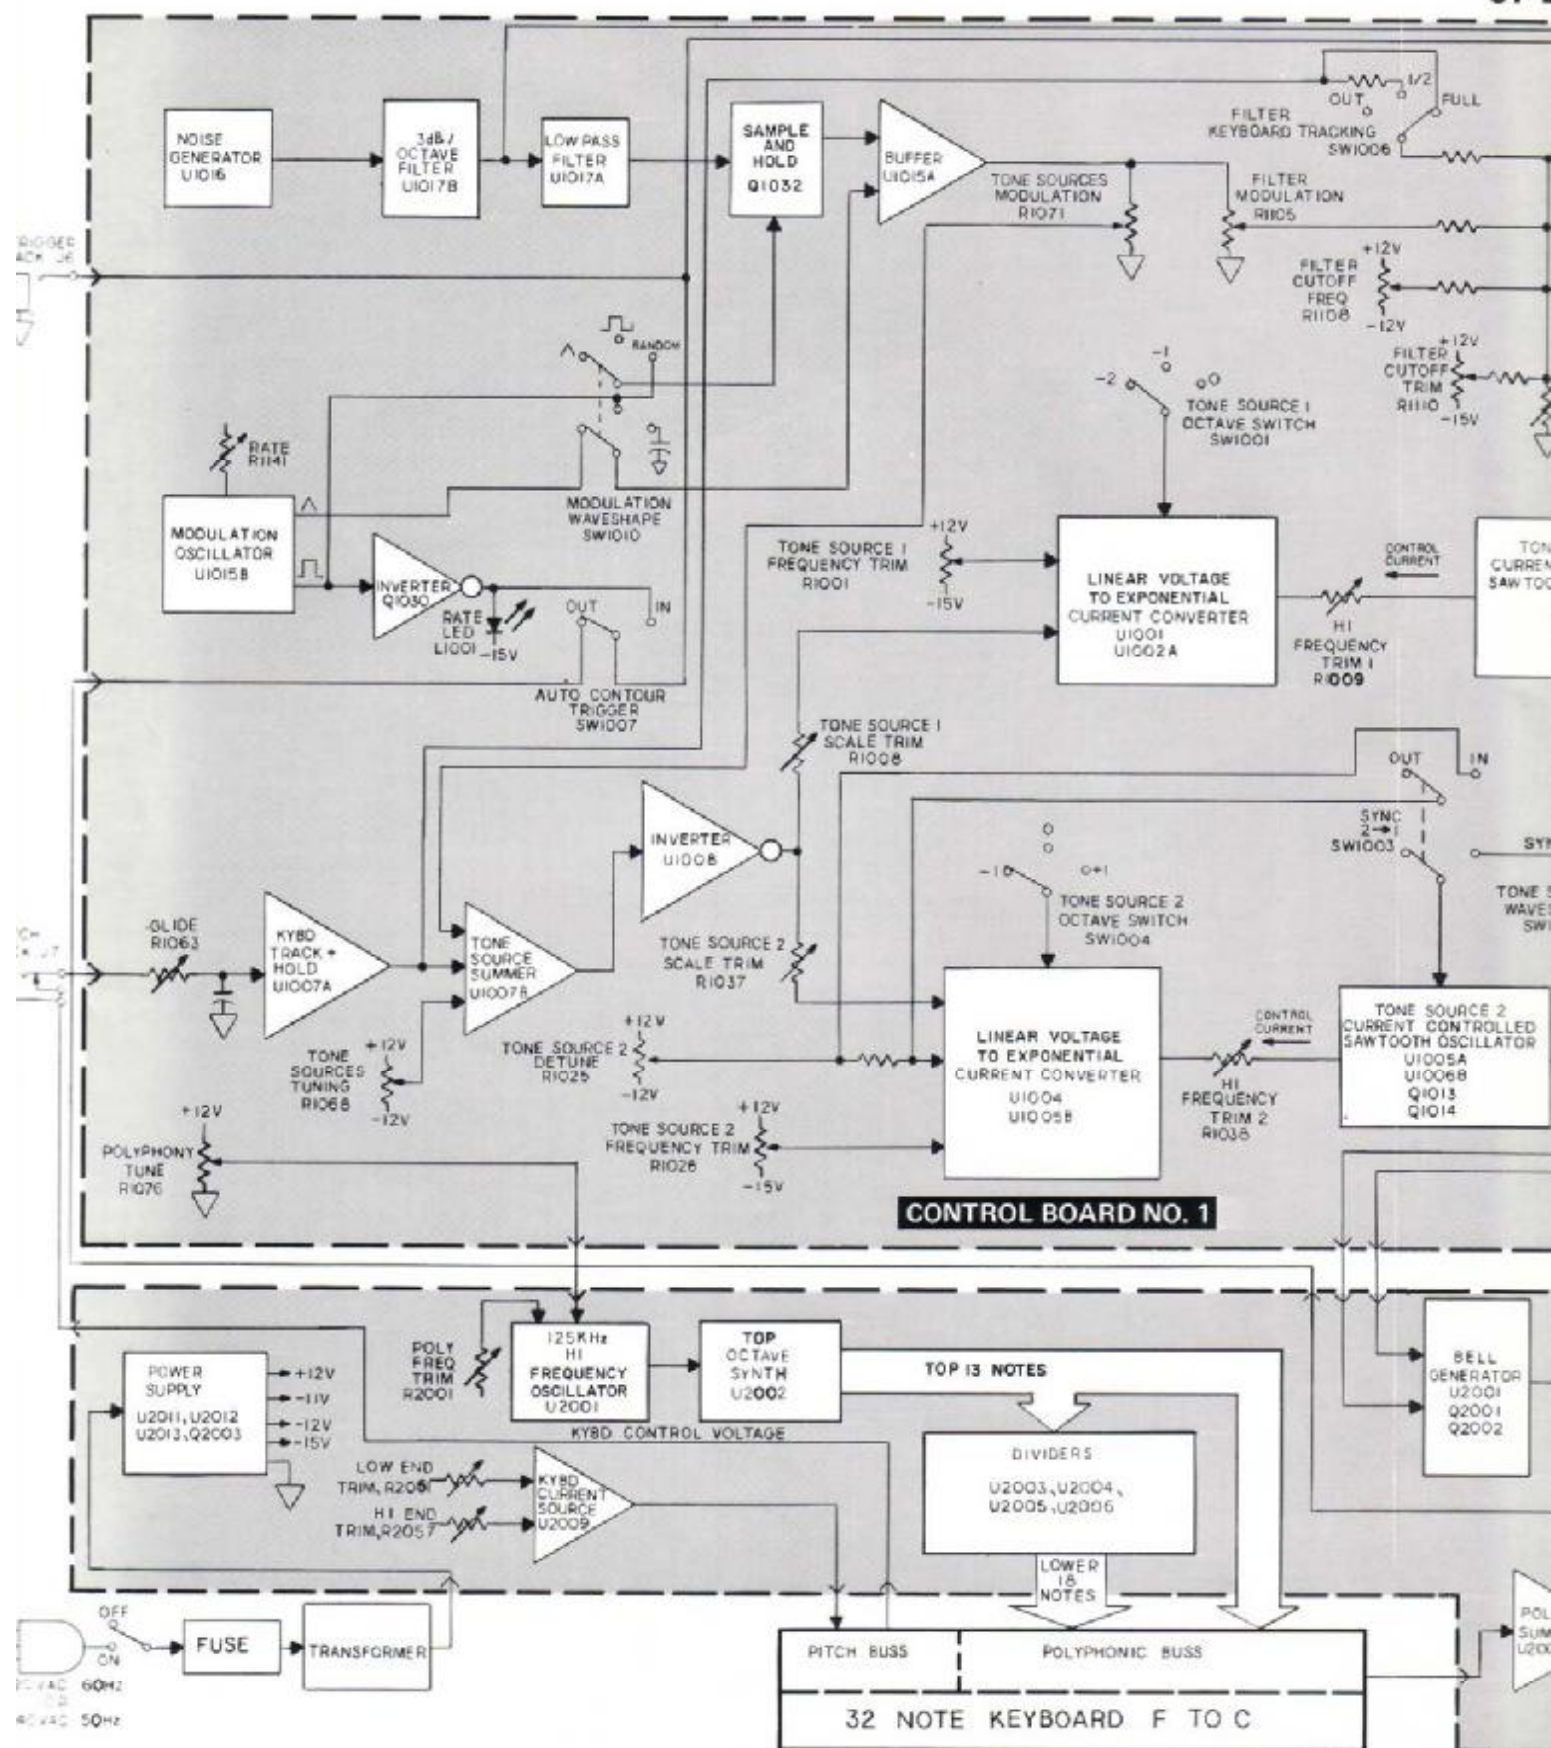 NOISE
GENERATOR
U1016
3dB/
OCTAVE
FILTER
U1017B
LOW PASS
FILTER
U1017A
SAMPLE
AND
HOLD
Q1032
BUFFER
U1015A
TONE SOURCES
MODULATION
R1071
FILTER
MODULATION
R1105
FILTER
KEYBOARD TRACKING
SW1006
OUT
1/2
FULL
+12V
FILTER
CUTOFF
FREQ
R1108
-12V
+12V
FILTER
CUTOFF
TRIM
R1110
-15V
RANDOM
RATE
R1141
MODULATION
OSCILLATOR
U1015B
MODULATION
WAVESHAPE
SW1010
INVERTER
Q1030
RATE
LED
L1001
-15V
OUT
IN
AUTO CONTOUR
TRIGGER
SW1007
-1
-2
O
TONE SOURCE 1
OCTAVE SWITCH
SW1001
TONE SOURCE 1
FREQUENCY TRIM
R1001
+12V
-15V
LINEAR VOLTAGE
TO EXPONENTIAL
CURRENT CONVERTER
U1001
U1002A
CONTROL
CURRENT
HI
FREQUENCY
TRIM 1
R1009
TONE SOURCE 1
SCALE TRIM
R1008
INVERTER
U1008
OUT
IN
SYNC
2→1
SW1003
-1
O
+1
TONE SOURCE 2
OCTAVE SWITCH
SW1004
GLIDE
R1063
KYBD
TRACK +
HOLD
U1007A
TONE
SOURCE
SUMMER
U1007B
TONE SOURCE 2
SCALE TRIM
R1037
TONE
SOURCES
TUNING
R1068
+12V
-12V
TONE SOURCE 2
DETUNE
R1025
+12V
-12V
TONE SOURCE 2
FREQUENCY TRIM
R1026
+12V
-15V
LINEAR VOLTAGE
TO EXPONENTIAL
CURRENT CONVERTER
U1004
U1005B
CONTROL
CURRENT
HI
FREQUENCY
TRIM 2
R1038
TONE SOURCE 2
CURRENT CONTROLLED
SAWTOOTH OSCILLATOR
U1005A
U1006B
Q1013
Q1014
+12V
POLYPHONY
TUNE
R1076
CONTROL BOARD NO. 1
POWER
SUPPLY
U2011, U2012
U2013, Q2003
+12V
-11V
-12V
-15V
POLY
FREQ
TRIM
R2001
125KHz
HI
FREQUENCY
OSCILLATOR
U2001
TOP
OCTAVE
SYNTH
U2002
TOP 13 NOTES
BELL
GENERATOR
U2001
Q2001
Q2002
KYBD CONTROL VOLTAGE
LOW END
TRIM,
HI END
TRIM, R2057
KYBD
CURRENT
SOURCE
U2009
DIVIDERS
U2003, U2004,
U2005, U2006
LOWER
18
NOTES
OFF
ON
FUSE
TRANSFORMER
60HZ
50HZ
PITCH BUSS
POLYPHONIC BUSS
32 NOTE KEYBOARD F TO C